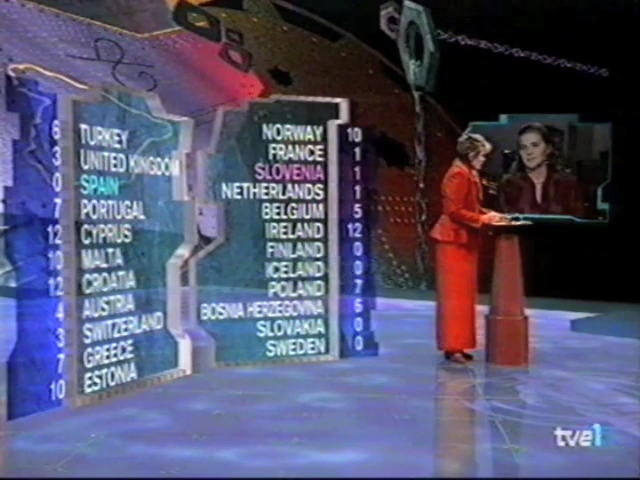 6 TURKEY
3 UNITED KINGDOM
0 SPAIN
7 PORTUGAL
12 CYPRUS
10 MALTA
12 CROATIA
4 AUSTRIA
3 SWITZERLAND
7 GREECE
10 ESTONIA
NORWAY 10
FRANCE 1
SLOVENIA 1
NETHERLANDS 1
BELGIUM 5
IRELAND 12
FINLAND 0
ICELAND 0
POLAND 7
BOSNIA HERZEGOVINA 6
SLOVAKIA 0
SWEDEN 0
tve1